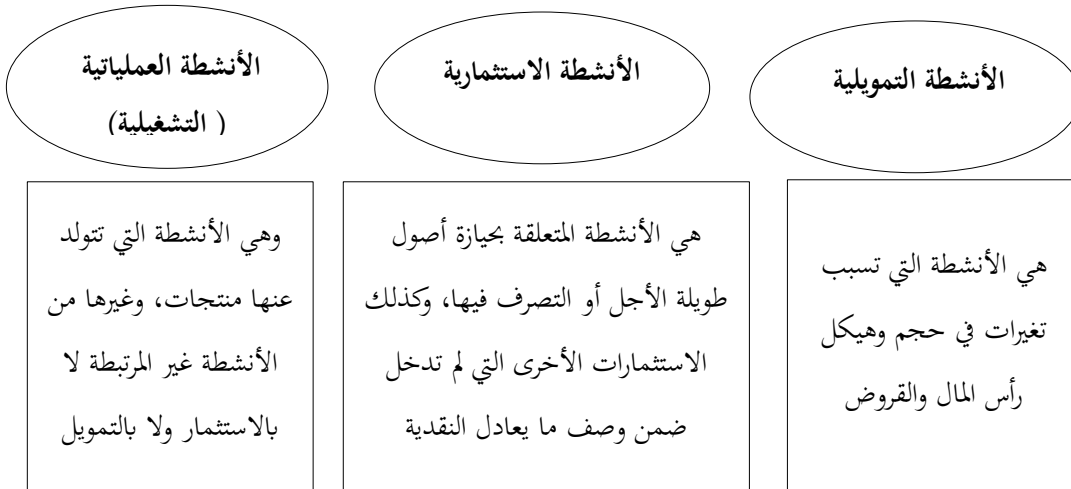 الأنشطة التمويلية
هي الأنشطة التي تسبب
تغيرات في حجم وهيكل
رأس المال والقروض
الأنشطة الاستثمارية
هي الأنشطة المتعلقة بحيازة أصول
طويلة الأجل أو التصرف فيها، وكذلك
الاستثمارات الأخرى التي لم تدخل
ضمن وصف ما يعادل النقدية
الأنشطة العملياتية
( التشغيلية)
وهي الأنشطة التي تتولد
عنها منتجات، وغيرها من
الأنشطة غير المرتبطة لا
بالاستثمار ولا بالتمويل